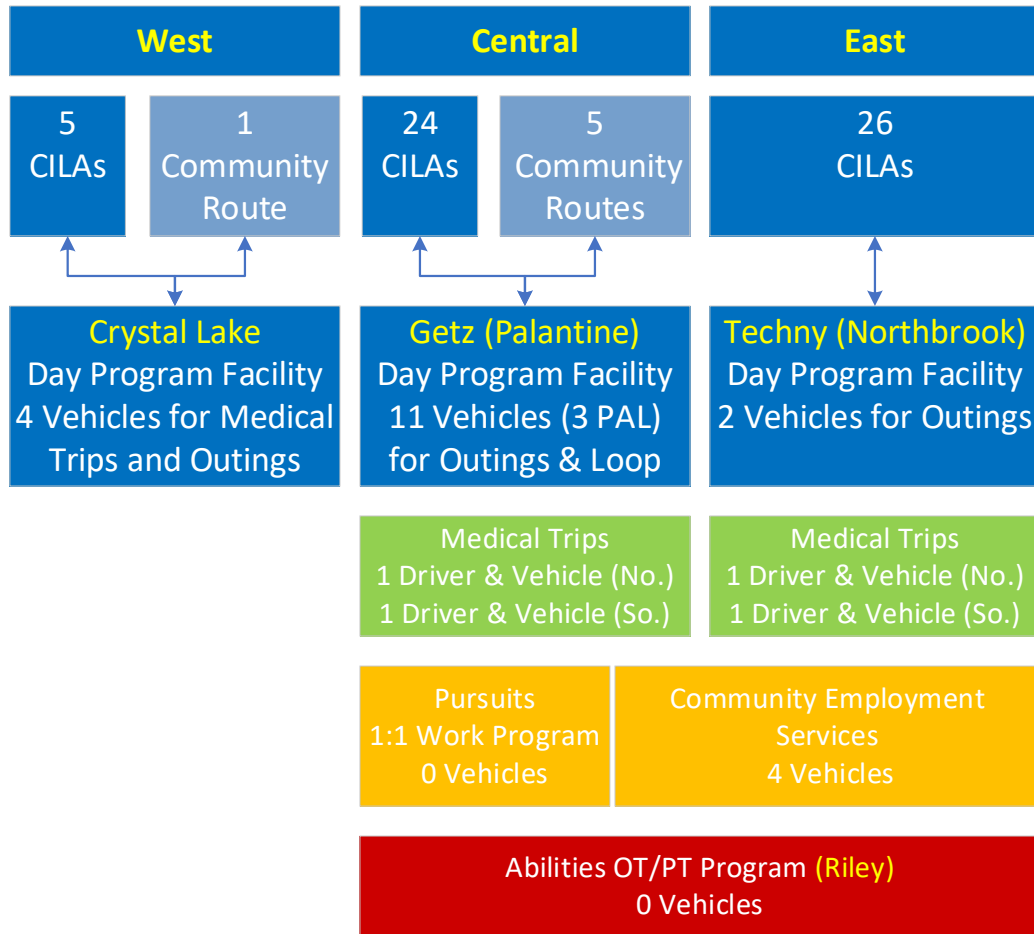 West
Central
East
5
CILAs
1
Community
Route
24
CILAs
5
Community
Routes
26
CILAs
Crystal Lake
Day Program Facility
4 Vehicles for Medical
Trips and Outings
Getz (Palantine)
Day Program Facility
11 Vehicles (3 PAL)
for Outings & Loop
Techny (Northbrook)
Day Program Facility
2 Vehicles for Outings
Medical Trips
1 Driver & Vehicle (No.)
1 Driver & Vehicle (So.)
Medical Trips
1 Driver & Vehicle (No.)
1 Driver & Vehicle (So.)
Pursuits
1:1 Work Program
0 Vehicles
Community Employment
Services
4 Vehicles
Abilities OT/PT Program (Riley)
0 Vehicles